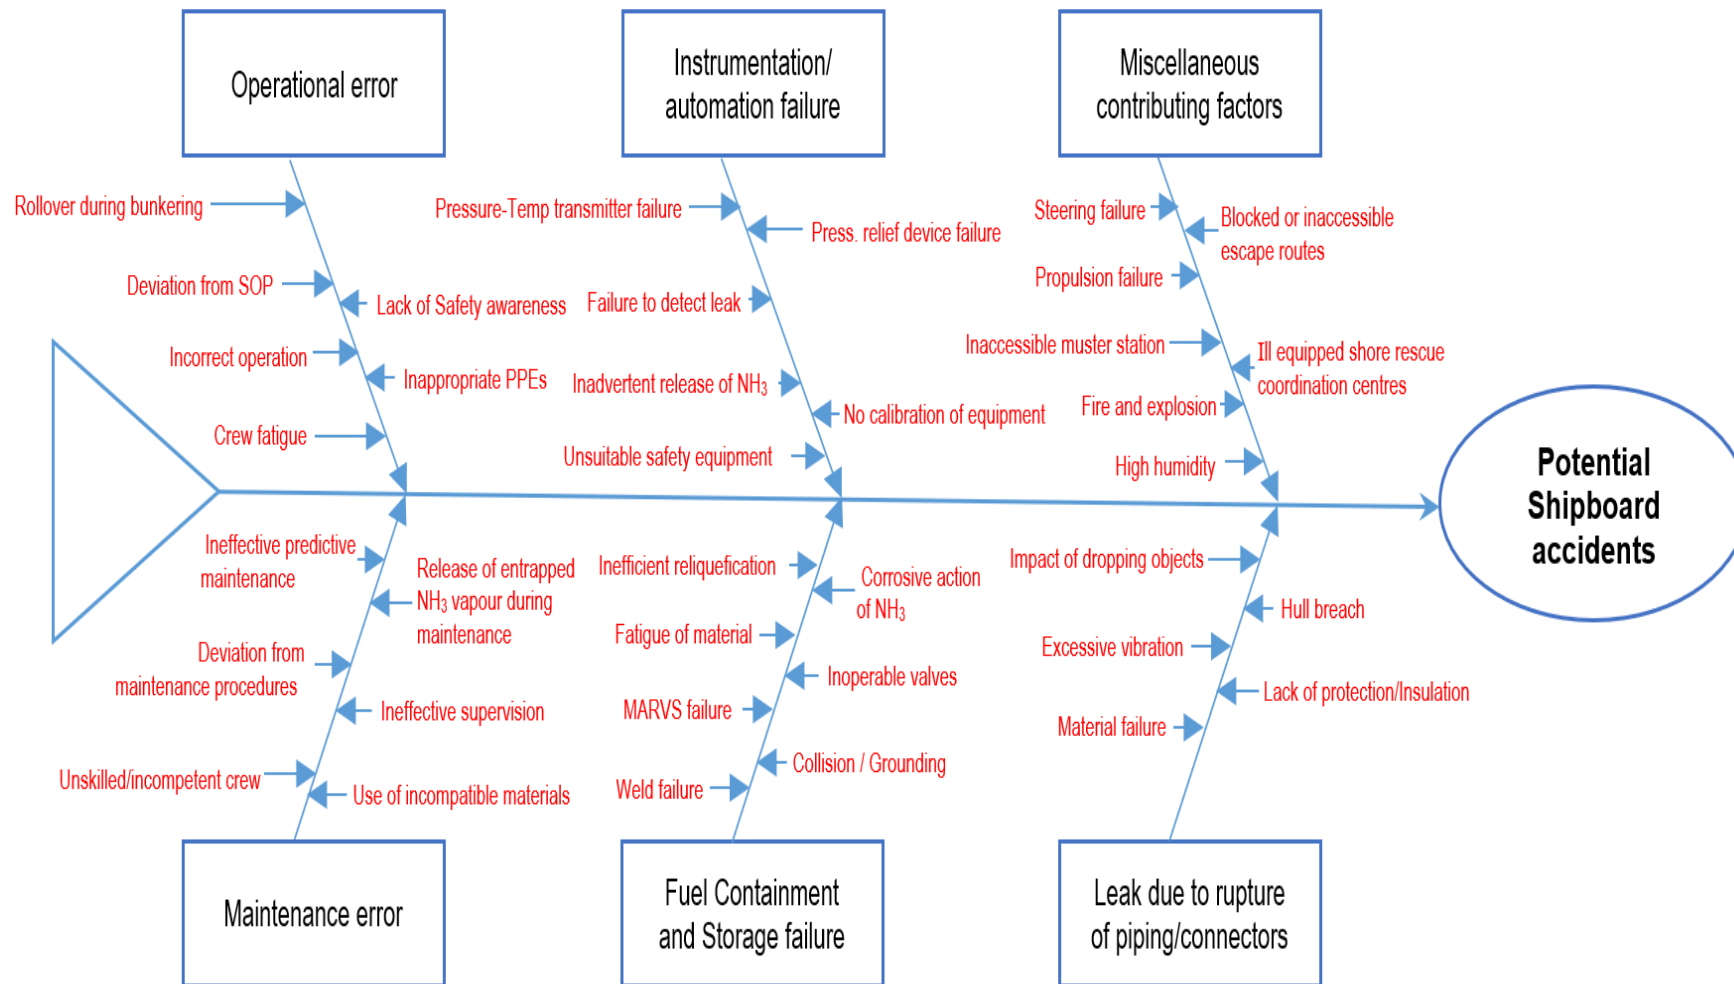 Operational error
Instrumentation/
automation failure
Miscellaneous
contributing factors
Rollover during bunkering
Deviation from SOP
Lack of Safety awareness
Incorrect operation
Inappropriate PPEs
Crew fatigue
Pressure-Temp transmitter failure
Press. relief device failure
Failure to detect leak
Inadvertent release of NH₃
No calibration of equipment
Unsuitable safety equipment
Steering failure
Blocked or inaccessible
escape routes
Propulsion failure
Inaccessible muster station
Ill equipped shore rescue
coordination centres
Fire and explosion
High humidity
Potential
Shipboard
accidents
Ineffective predictive
maintenance
Release of entrapped
NH₃ vapour during
maintenance
Deviation from
maintenance procedures
Ineffective supervision
Unskilled/incompetent crew
Use of incompatible materials
Inefficient reliquefication
Corrosive action
of NH₃
Fatigue of material
Inoperable valves
MARVS failure
Collision / Grounding
Weld failure
Impact of dropping objects
Hull breach
Excessive vibration
Lack of protection/Insulation
Material failure
Maintenance error
Fuel Containment
and Storage failure
Leak due to rupture
of piping/connectors